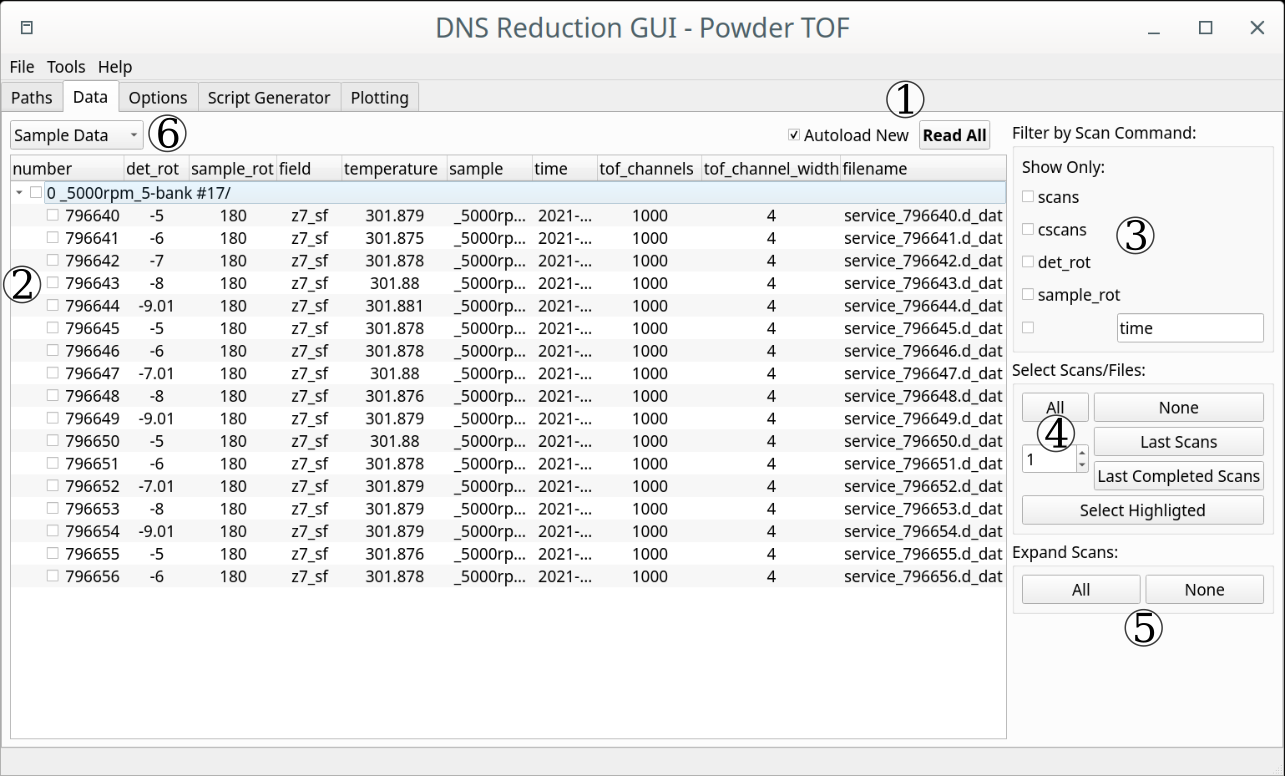 DNS Reduction GUI - Powder TOF
File Tools Help
Paths Data Options Script Generator Plotting
①
Sample Data ⑥ Autoload New Read All
number det_rot sample_rot field temperature sample time tof_channels tof_channel_width filename
0 _5000rpm_5-bank #17/
796640 -5 180 z7_sf 301.879 _5000rp... 2021-... 1000 4 service_796640.d_dat
796641 -6 180 z7_sf 301.875 _5000rp... 2021-... 1000 4 service_796641.d_dat
796642 -7 180 z7_sf 301.878 _5000rp... 2021-... 1000 4 service_796642.d_dat
② 796643 -8 180 z7_sf 301.88 _5000rp... 2021-... 1000 4 service_796643.d_dat
796644 -9.01 180 z7_sf 301.881 _5000rp... 2021-... 1000 4 service_796644.d_dat
796645 -5 180 z7_sf 301.878 _5000rp... 2021-... 1000 4 service_796645.d_dat
796646 -6 180 z7_sf 301.878 _5000rp... 2021-... 1000 4 service_796646.d_dat
796647 -7.01 180 z7_sf 301.88 _5000rp... 2021-... 1000 4 service_796647.d_dat
796648 -8 180 z7_sf 301.876 _5000rp... 2021-... 1000 4 service_796648.d_dat
796649 -9.01 180 z7_sf 301.879 _5000rp... 2021-... 1000 4 service_796649.d_dat
796650 -5 180 z7_sf 301.88 _5000rp... 2021-... 1000 4 service_796650.d_dat
796651 -6 180 z7_sf 301.878 _5000rp... 2021-... 1000 4 service_796651.d_dat
796652 -7.01 180 z7_sf 301.879 _5000rp... 2021-... 1000 4 service_796652.d_dat
796653 -8 180 z7_sf 301.879 _5000rp... 2021-... 1000 4 service_796653.d_dat
796654 -9.01 180 z7_sf 301.879 _5000rp... 2021-... 1000 4 service_796654.d_dat
796655 -5 180 z7_sf 301.876 _5000rp... 2021-... 1000 4 service_796655.d_dat
796656 -6 180 z7_sf 301.878 _5000rp... 2021-... 1000 4 service_796656.d_dat
Filter by Scan Command:
Show Only:
scans
cscans ③
det_rot
sample_rot
time
Select Scans/Files:
All None
④ Last Scans
1 Last Completed Scans
Select Highligted
Expand Scans:
All None
⑤